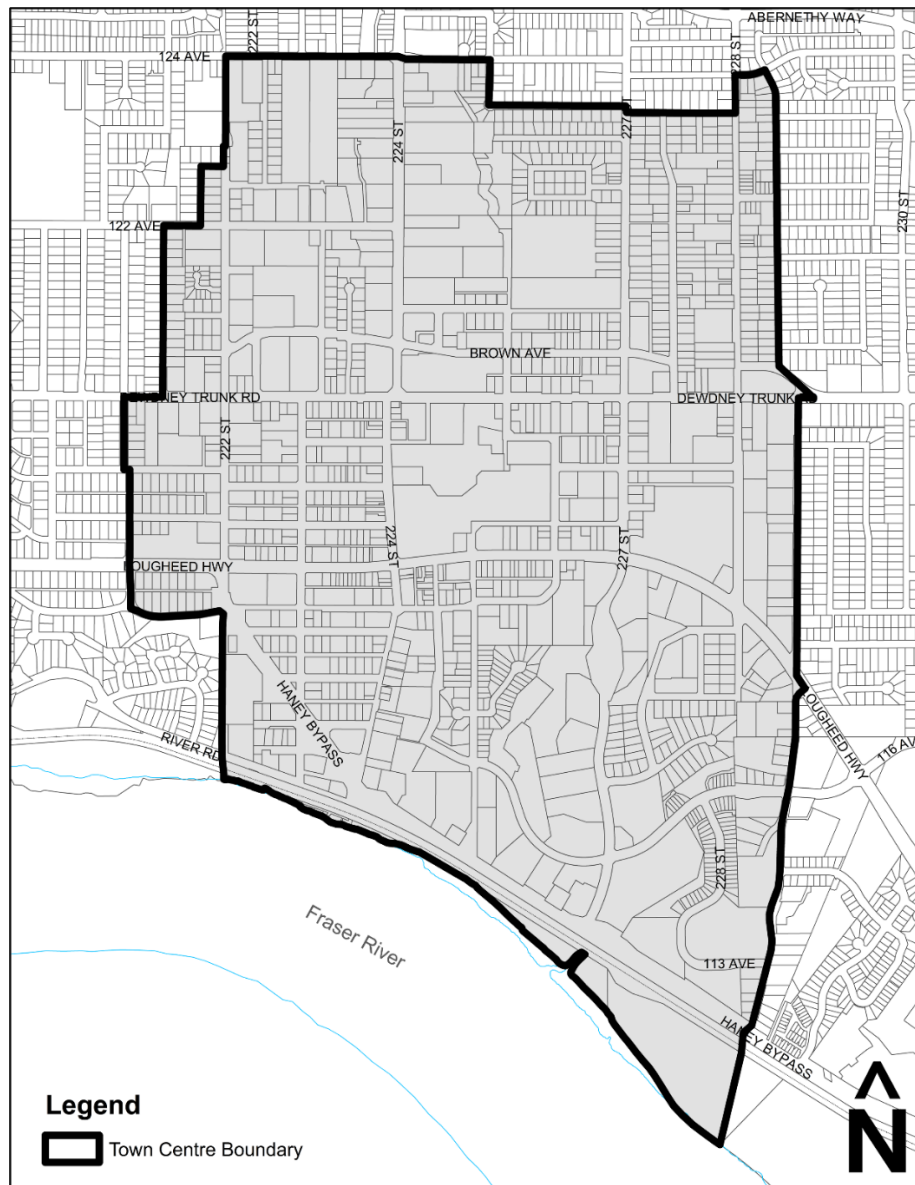 ABERNETHY WAY
222 ST
228 ST
124 AVE
227 ST
224 ST
230 ST
122 AVE
BROWN AVE
DEWDNEY TRUNK RD
DEWDNEY TRUNK
222 ST
224 ST
227 ST
LOUGHEED HWY
HANEY BYPASS
LOUGHEED HWY
RIVER RD
116 AV
228 ST
Fraser River
113 AVE
HANEY BYPASS
Legend
Town Centre Boundary
N